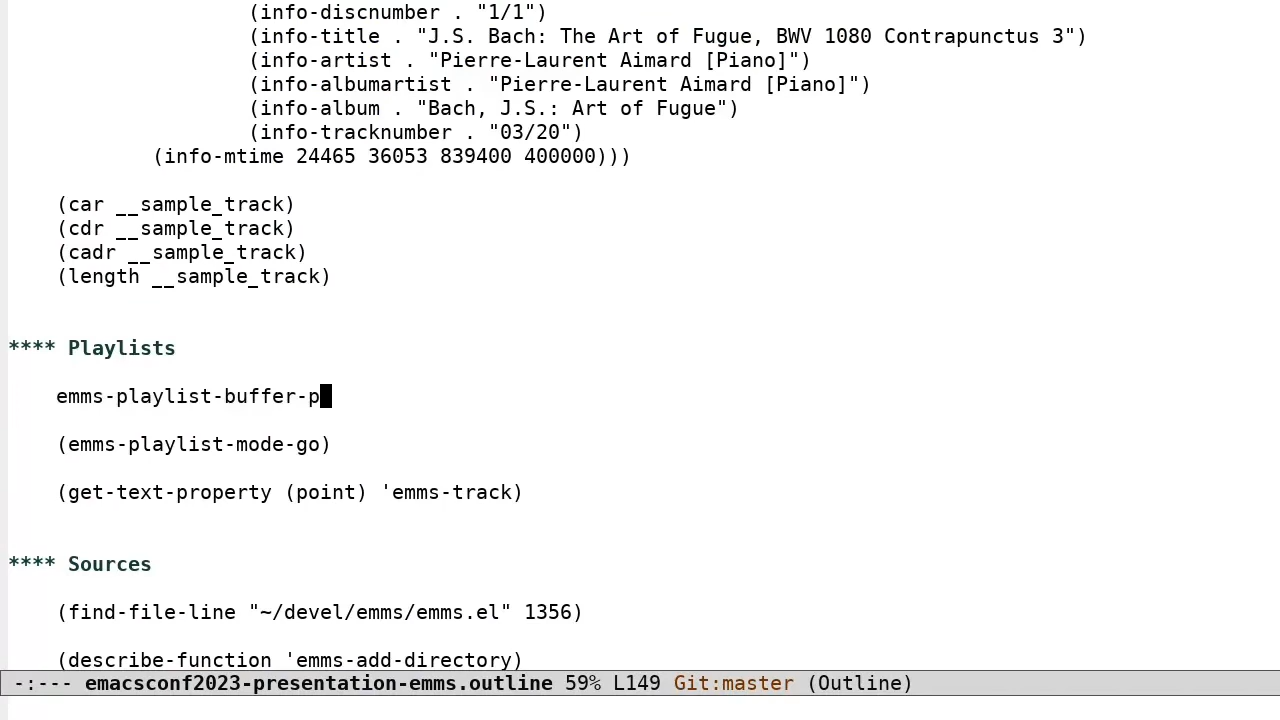 (info-discnumber . "1/1")
(info-title . "J.S. Bach: The Art of Fugue, BWV 1080 Contrapunctus 3")
(info-artist . "Pierre-Laurent Aimard [Piano]")
(info-albumartist . "Pierre-Laurent Aimard [Piano]")
(info-album . "Bach, J.S.: Art of Fugue")
(info-tracknumber . "03/20")
(info-mtime 24465 36053 839400 400000)))
(car __sample_track)
(cdr __sample_track)
(cadr __sample_track)
(length __sample_track)
**** Playlists
emms-playlist-buffer-p
(emms-playlist-mode-go)
(get-text-property (point) 'emms-track)
**** Sources
(find-file-line "~/devel/emms/emms.el" 1356)
(describe-function 'emms-add-directory)
-:--- emacsconf2023-presentation-emms.outline 59% L149 Git:master (Outline)